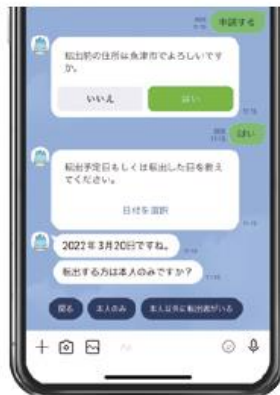 申請する
転出前の住所は魚津市でよろしいです
か。
いいえ
はい
はい
転出予定日もしくは転出した日を教え
てください。
日付を選択
2022年3月20日ですね。
転出する方は本人のみですか?
戻る
本人のみ
本人以外に転出者がいる
Aa